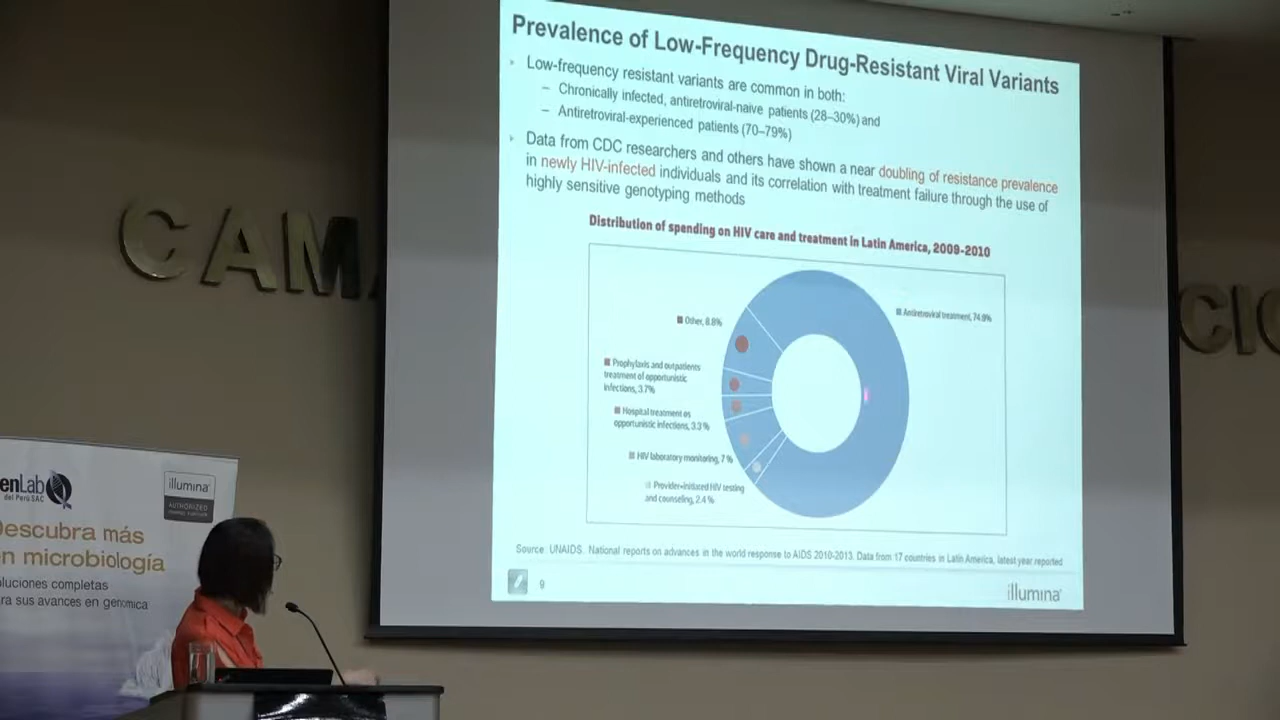 Prevalence of Low-Frequency Drug-Resistant Viral Variants
Low-frequency resistant variants are common in both:
– Chronically infected, antiretroviral-naive patients (28–30%) and
– Antiretroviral-experienced patients (70–79%)
Data from CDC researchers and others have shown a near doubling of resistance prevalence
in newly HIV-infected individuals and its correlation with treatment failure through the use of
highly sensitive genotyping methods
Distribution of spending on HIV care and treatment in Latin America, 2009-2010
Antiretroviral treatment, 74.9%
Other, 8.8%
Prophylaxis and outpatients
treatment of opportunistic
infections, 3.7%
Hospital treatment os
opportunistic infections, 3.3 %
HIV laboratory monitoring, 7 %
Provider-initiuced HIV testing
and counseling, 2.4 %
Source: UNAIDS. National reports on advances in the world response to AIDS 2010-2013. Data from 17 countries in Latin America, latest year reported
9
illumina
CAMA
CIO
enLab
del Perú SAC
illumina
AUTHORIZED
Descubra más
en microbiología
oluciones completas
ra sus avances en genómica